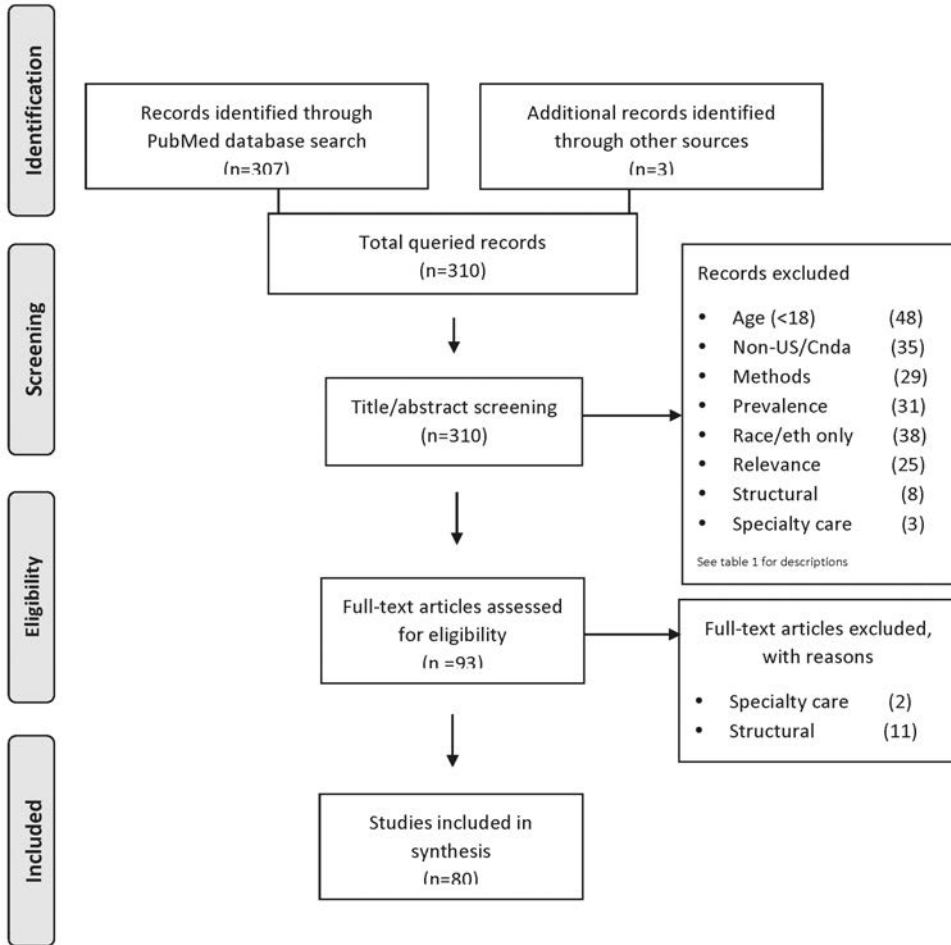 Identification
Records identified through
PubMed database search
(n=307)
Additional records identified
through other sources
(n=3)
Total queried records
(n=310)
Screening
Title/abstract screening
(n=310)
Records excluded
• Age (<18) (48)
• Non-US/Cnda (35)
• Methods (29)
• Prevalence (31)
• Race/eth only (38)
• Relevance (25)
• Structural (8)
• Specialty care (3)
See table 1 for descriptions
Eligibility
Full-text articles assessed
for eligibility
(n =93)
Full-text articles excluded,
with reasons
• Specialty care (2)
• Structural (11)
Included
Studies included in
synthesis
(n=80)